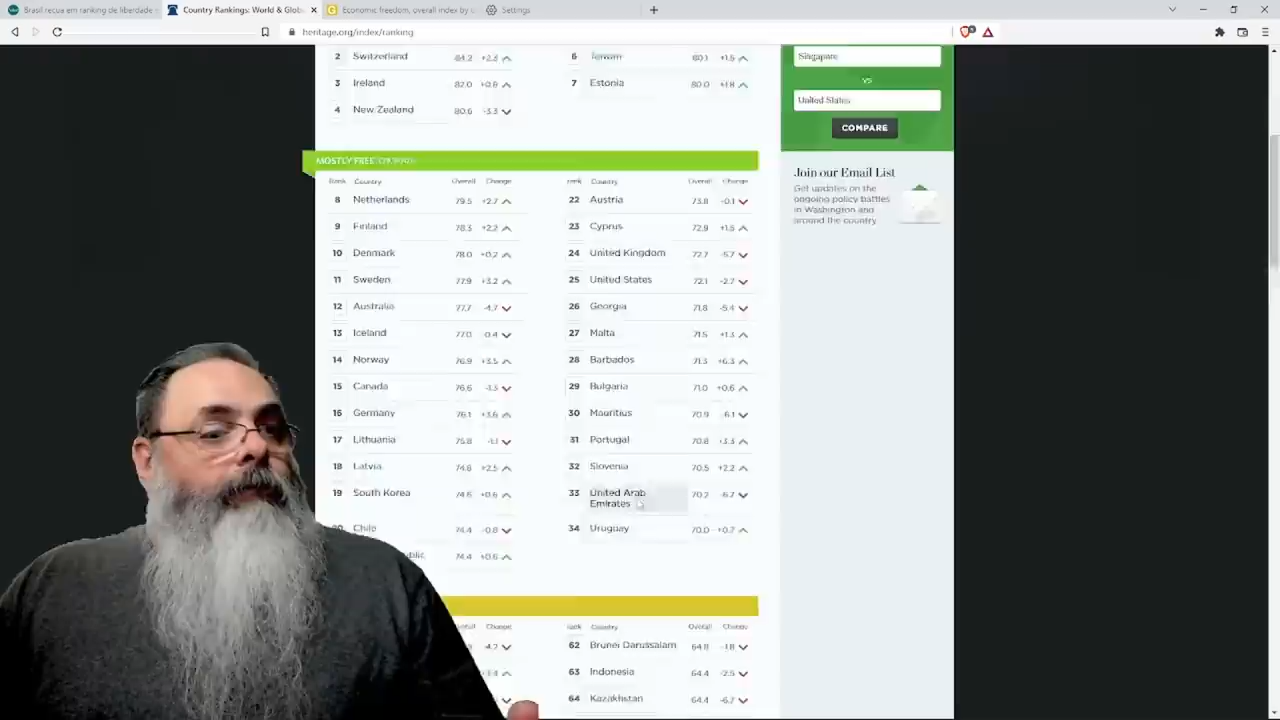 Brasil recua em ranking de liberdade
Country Rankings: World & Globa
Economic freedom, overall index by c
Settings
heritage.org/index/ranking
2 Switzerland 84.2 +2.3
3 Ireland 82.0 +0.6
4 New Zealand 80.6 -3.3
6 Taiwan 80.1 +1.5
7 Estonia 80.0 +1.8
MOSTLY FREE
Rank Country Overall Change
8 Netherlands 79.5 +2.7
9 Finland 78.3 +2.2
10 Denmark 78.0 +0.2
11 Sweden 77.9 +3.2
12 Australia 77.7 -4.7
13 Iceland 77.0 -0.4
14 Norway 76.9 +3.5
15 Canada 76.6 -1.3
16 Germany 76.1 +3.6
17 Lithuania 75.8 -1.1
18 Latvia 74.8 +2.5
19 South Korea 74.6 +0.6
20 Chile 74.4 -0.8
ublic 74.4 +0.6
Rank Country Overall Change
22 Austria 73.8 -0.1
23 Cyprus 72.9 +1.5
24 United Kingdom 72.7 -5.7
25 United States 72.1 -2.7
26 Georgia 71.8 -5.4
27 Malta 71.5 +1.3
28 Barbados 71.3 +6.3
29 Bulgaria 71.0 +0.6
30 Mauritius 70.9 -6.1
31 Portugal 70.8 +3.3
32 Slovenia 70.5 +2.2
33 United Arab Emirates 70.2 -6.7
34 Uruguay 70.0 +0.7
Overall Change
Rank Country Overall Change
62 Brunei Darussalam 64.8 -1.8
63 Indonesia 64.4 -2.5
64 Kazakhstan 64.4 -6.7
Singapore
vs
United States
COMPARE
Join our Email List
Get updates on the
ongoing policy battles
in Washington and
around the country